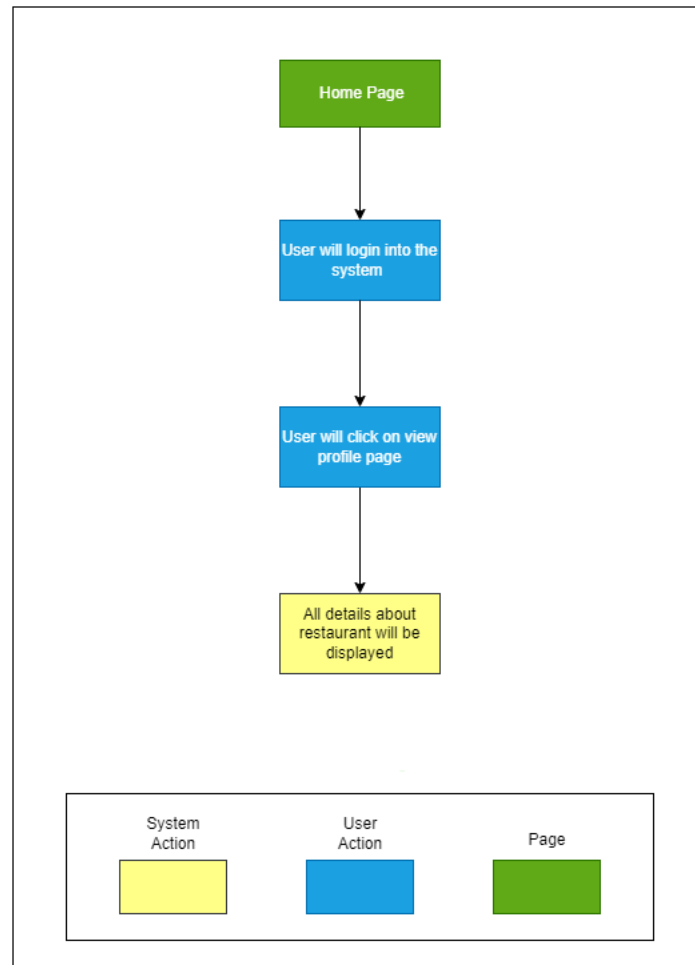 Home Page
User will login into the
system
User will click on view
profile page
All details about
restaurant will be
displayed
System
Action
User
Action
Page